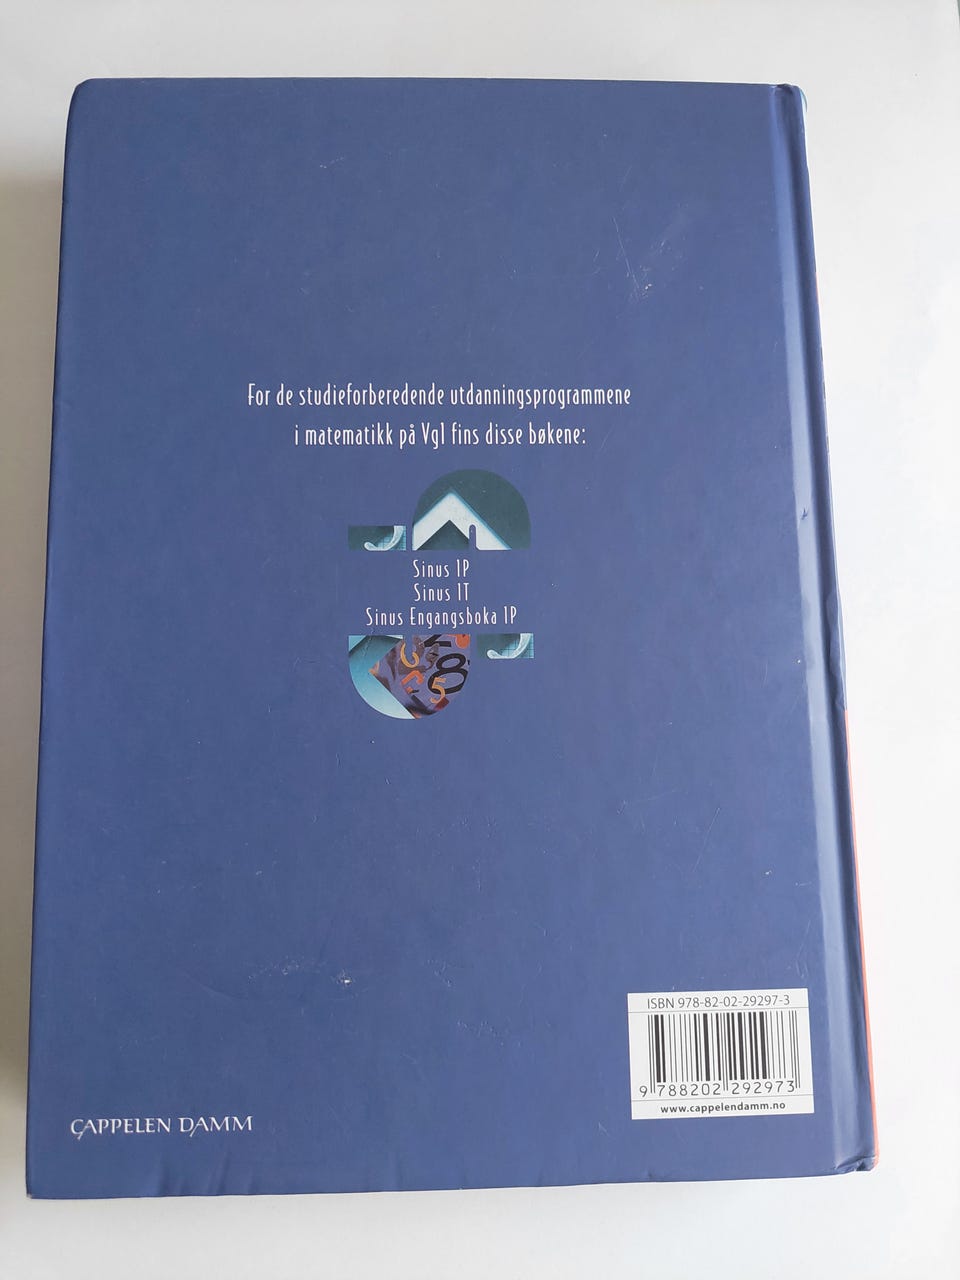 For de studieforberedende utdanningsprogrammene
i matematikk på Vg1 fins disse bøkene:
Sinus 1P
Sinus 1T
Sinus Engangsboka 1P
ISBN 978-82-02-29297-3
9 788202 292973
www.cappelendamm.no
CAPPELEN DAMM